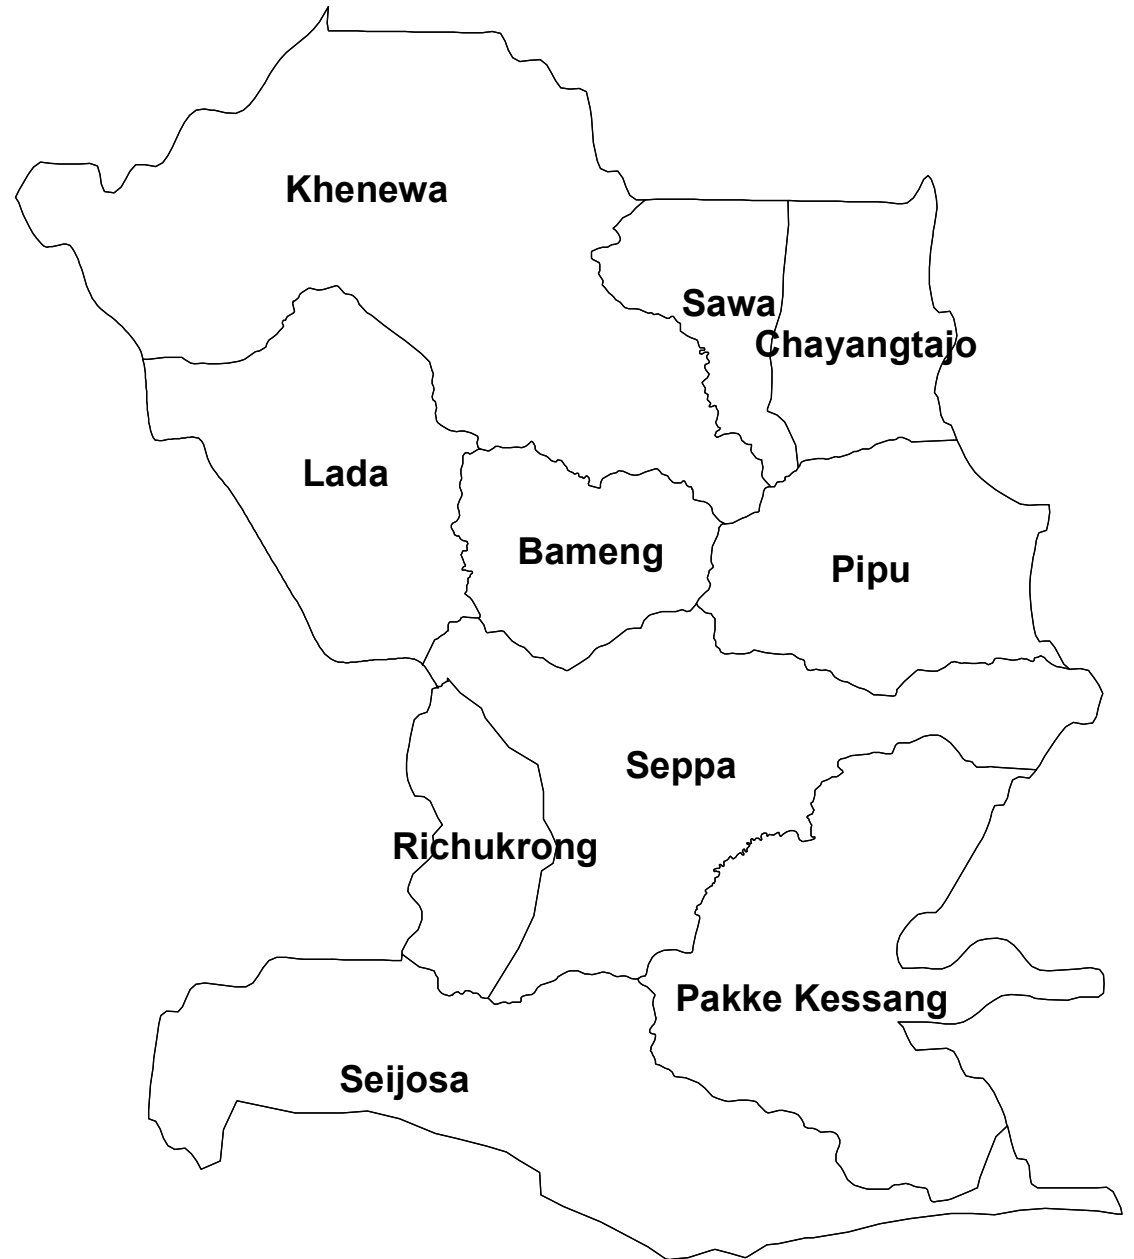 Khenewa
Sawa
Chayangtajo
Lada
Bameng
Pipu
Seppa
Richukrong
Pakke Kessang
Seijosa